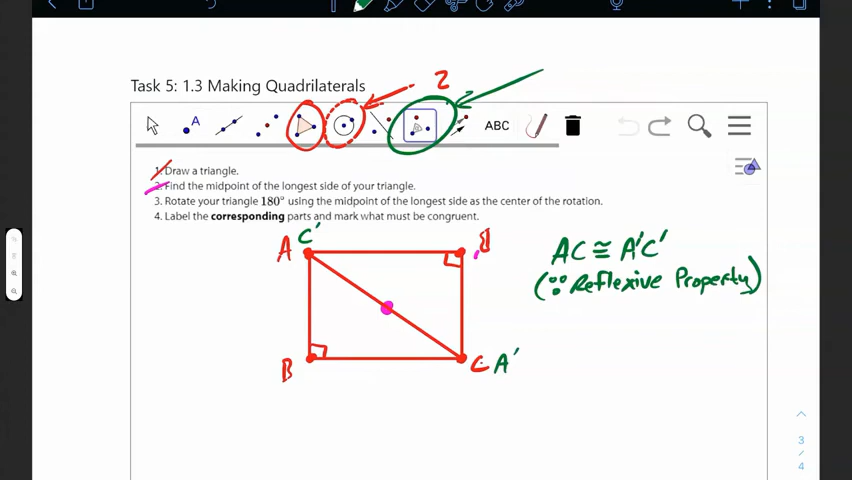 2
Task 5: 1.3 Making Quadrilaterals
A
ABC
1. Draw a triangle.
2. Find the midpoint of the longest side of your triangle.
3. Rotate your triangle 180° using the midpoint of the longest side as the center of the rotation.
4. Label the corresponding parts and mark what must be congruent.
A C'
AC ≅ A'C'
(∵ Reflexive Property)
B
C A'
3
/
4